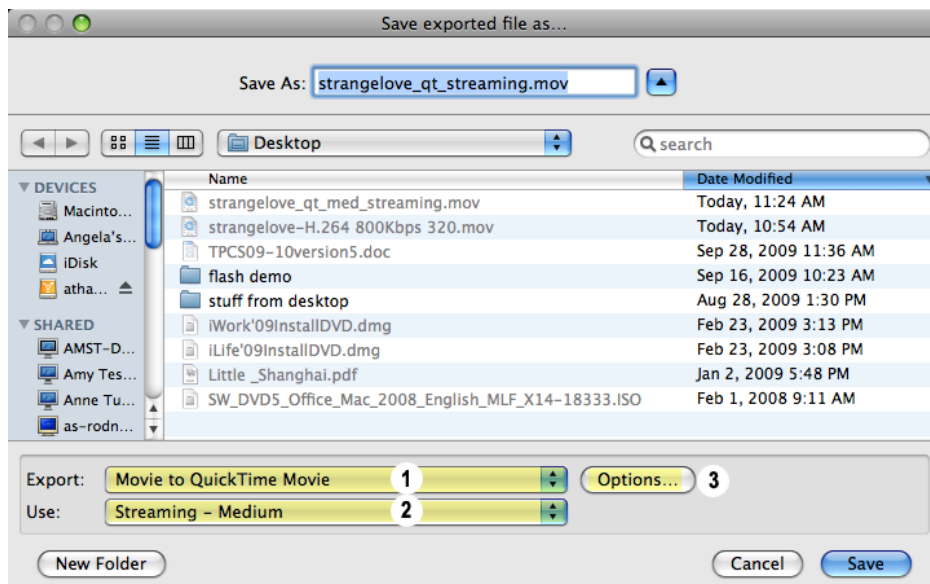 Save exported file as...
Save As: strangelove_qt_streaming.mov
Desktop
search
Name Date Modified
DEVICES
Macinto...
Angela's...
iDisk
atha...
SHARED
AMST-D...
Amy Tes...
Anne Tu...
as-rodn...
strangelove_qt_med_streaming.mov Today, 11:24 AM
strangelove-H.264 800Kbps 320.mov Today, 10:54 AM
TPCS09-10version5.doc Sep 28, 2009 11:36 AM
flash demo Sep 16, 2009 10:23 AM
stuff from desktop Aug 28, 2009 1:30 PM
iWork'09InstallDVD.dmg Feb 23, 2009 3:13 PM
iLife'09InstallDVD.dmg Feb 23, 2009 3:08 PM
Little _Shanghai.pdf Jan 2, 2009 5:48 PM
SW_DVD5_Office_Mac_2008_English_MLF_X14-18333.ISO Feb 1, 2008 9:11 AM
Export: Movie to QuickTime Movie 1 Options... 3
Use: Streaming - Medium 2
New Folder Cancel Save